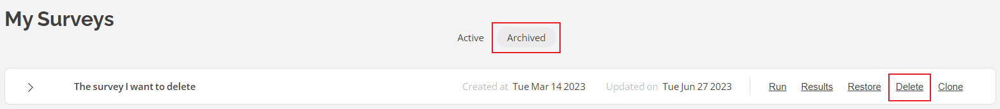 My Surveys
Active Archived
The survey I want to delete Created at Tue Mar 14 2023 Updated on Tue Jun 27 2023 Run Results Restore Delete Clone